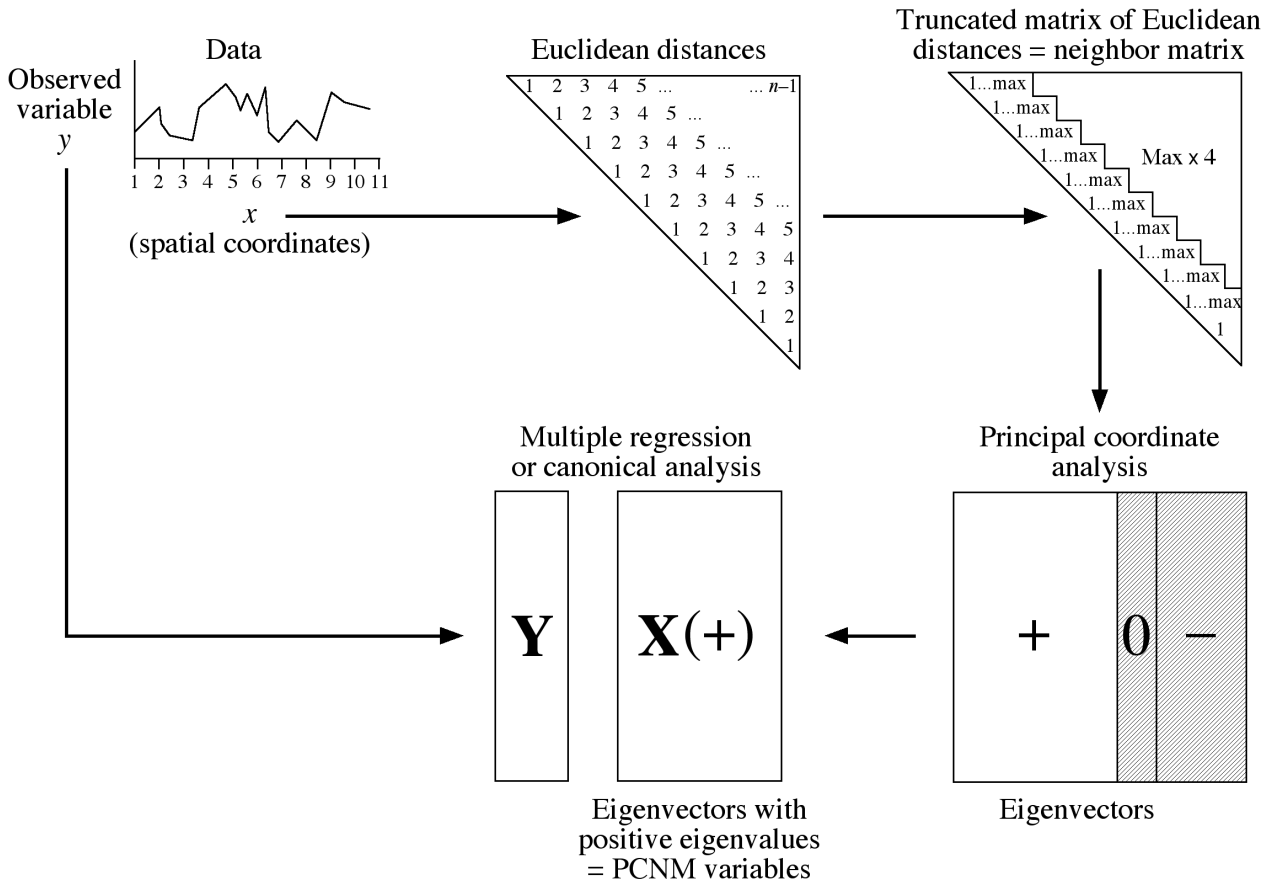 Data
Observed
variable
y
1 2 3 4 5 6 7 8 9 10 11
x
(spatial coordinates)
Euclidean distances
1 2 3 4 5 ... ... n–1
1 2 3 4 5 ...
1 2 3 4 5 ...
1 2 3 4 5 ...
1 2 3 4 5 ...
1 2 3 4 5
1 2 3 4
1 2 3
1 2
1
Truncated matrix of Euclidean
distances = neighbor matrix
1...max
1...max
1...max
1...max
1...max
1...max
1...max
1...max
1...max
1...max
1
Max x 4
Principal coordinate
analysis
+ 0 −
Eigenvectors
Multiple regression
or canonical analysis
Y X(+)
Eigenvectors with
positive eigenvalues
= PCNM variables